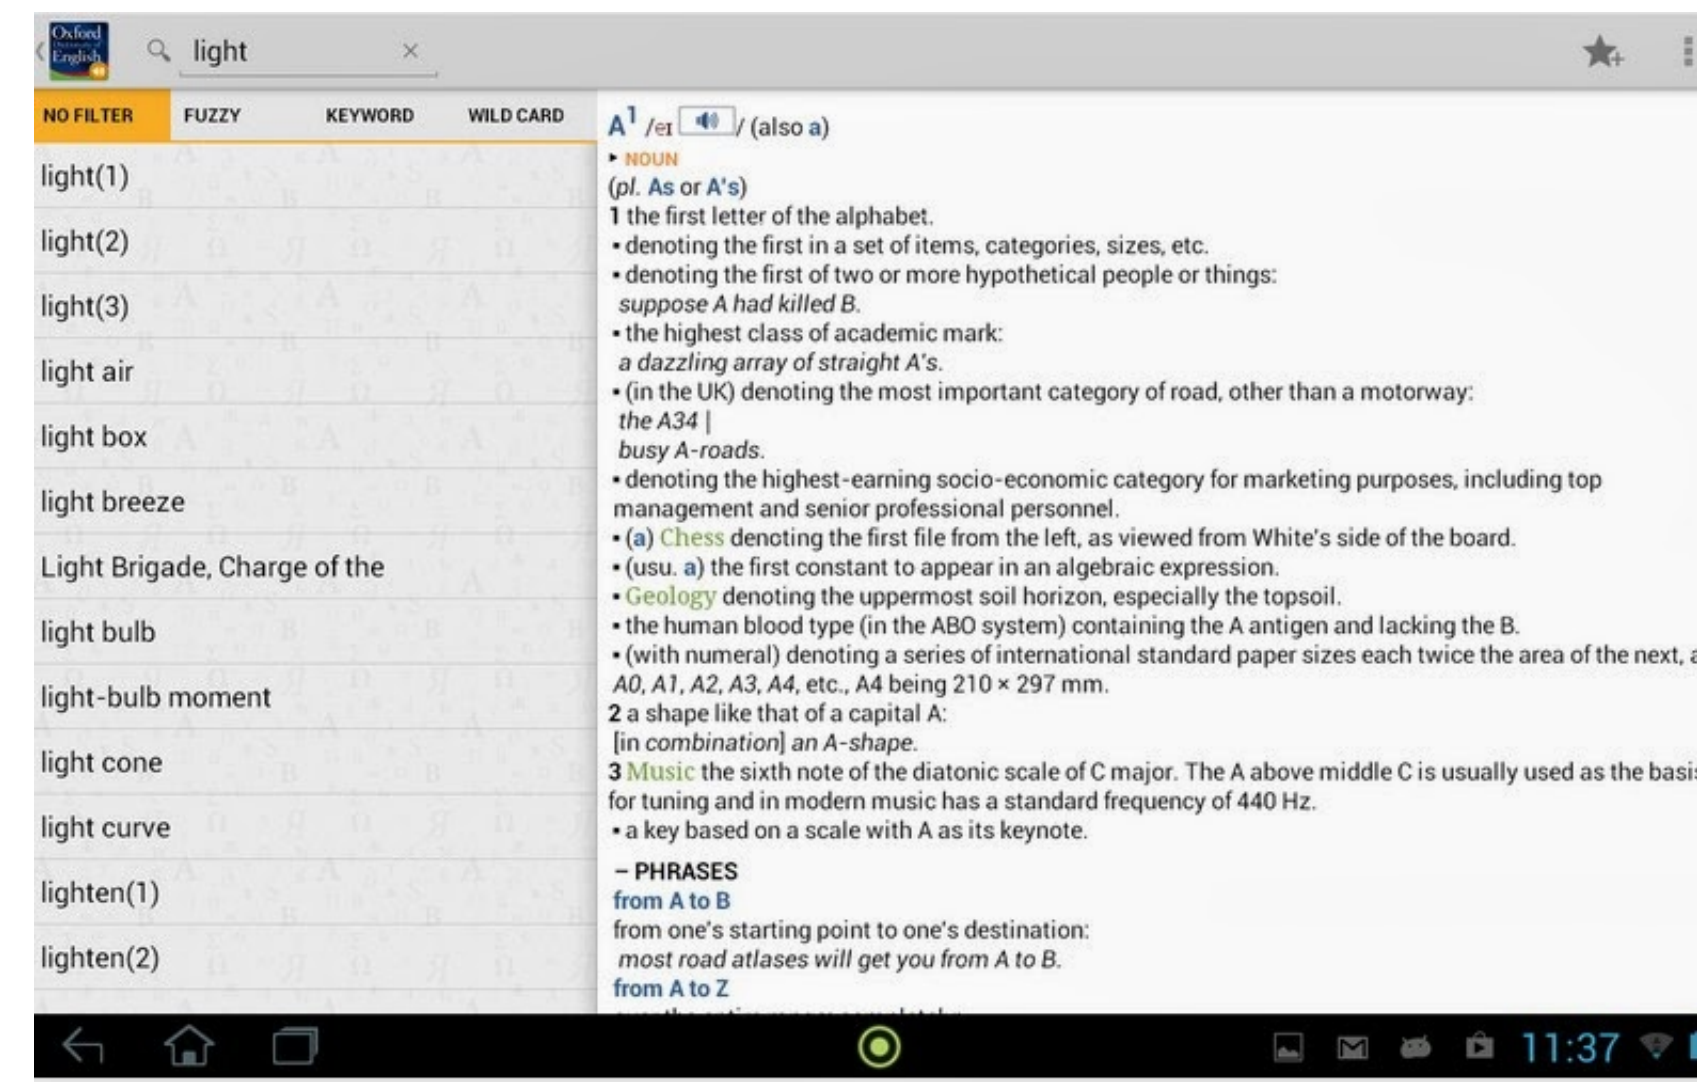 Oxford
Dictionary of
English
light
NO FILTER
FUZZY
KEYWORD
WILD CARD
light(1)
light(2)
light(3)
light air
light box
light breeze
Light Brigade, Charge of the
light bulb
light-bulb moment
light cone
light curve
lighten(1)
lighten(2)
A1 /eɪ / (also a)
▸ NOUN
(pl. As or A's)
1 the first letter of the alphabet.
▪ denoting the first in a set of items, categories, sizes, etc.
▪ denoting the first of two or more hypothetical people or things:
suppose A had killed B.
▪ the highest class of academic mark:
a dazzling array of straight A's.
▪ (in the UK) denoting the most important category of road, other than a motorway:
the A34 |
busy A-roads.
▪ denoting the highest-earning socio-economic category for marketing purposes, including top
management and senior professional personnel.
▪ (a) Chess denoting the first file from the left, as viewed from White's side of the board.
▪ (usu. a) the first constant to appear in an algebraic expression.
▪ Geology denoting the uppermost soil horizon, especially the topsoil.
▪ the human blood type (in the ABO system) containing the A antigen and lacking the B.
▪ (with numeral) denoting a series of international standard paper sizes each twice the area of the next,
A0, A1, A2, A3, A4, etc., A4 being 210 × 297 mm.
2 a shape like that of a capital A:
[in combination] an A-shape.
3 Music the sixth note of the diatonic scale of C major. The A above middle C is usually used as the basis
for tuning and in modern music has a standard frequency of 440 Hz.
▪ a key based on a scale with A as its keynote.
– PHRASES
from A to B
from one's starting point to one's destination:
most road atlases will get you from A to B.
from A to Z
11:37